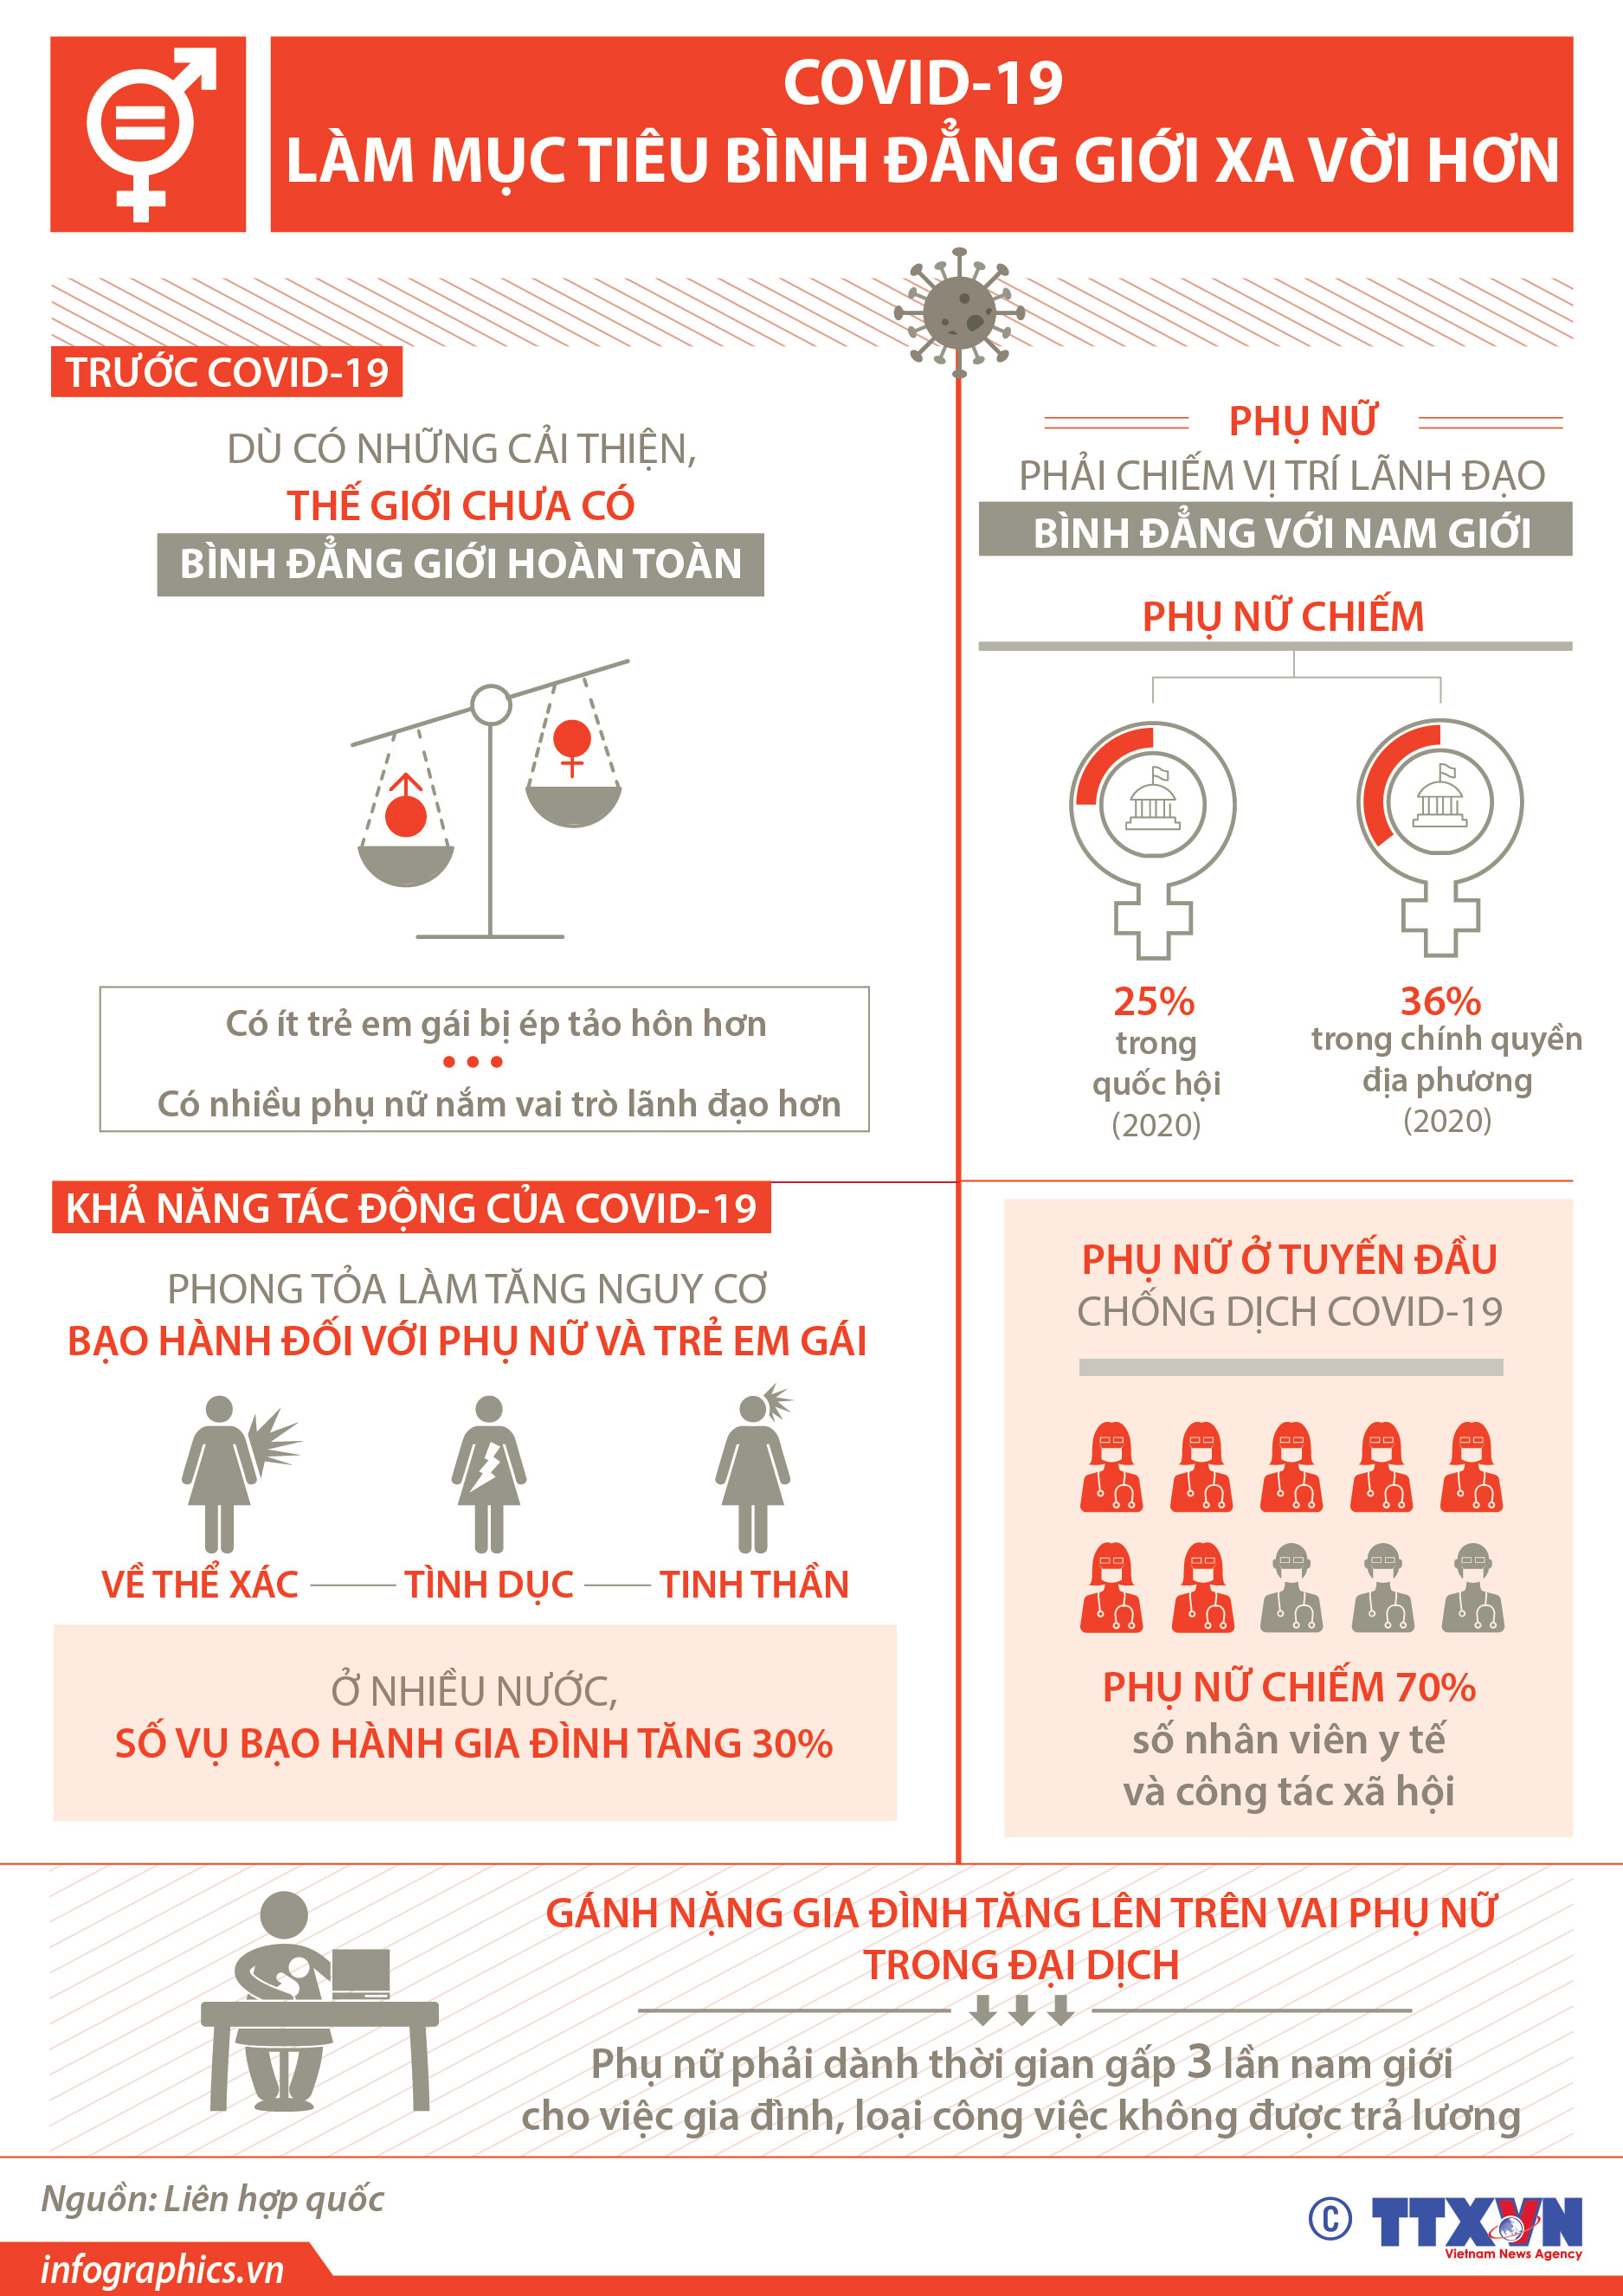 COVID-19
LÀM MỤC TIÊU BÌNH ĐẲNG GIỚI XA VỜI HƠN
TRƯỚC COVID-19
DÙ CÓ NHỮNG CẢI THIỆN,
THẾ GIỚI CHƯA CÓ
BÌNH ĐẲNG GIỚI HOÀN TOÀN
Có ít trẻ em gái bị ép tảo hôn hơn
•••
Có nhiều phụ nữ nắm vai trò lãnh đạo hơn
PHỤ NỮ
PHẢI CHIẾM VỊ TRÍ LÃNH ĐẠO
BÌNH ĐẲNG VỚI NAM GIỚI
PHỤ NỮ CHIẾM
25%
trong
quốc hội
(2020)
36%
trong chính quyền
địa phương
(2020)
KHẢ NĂNG TÁC ĐỘNG CỦA COVID-19
PHONG TỎA LÀM TĂNG NGUY CƠ
BẠO HÀNH ĐỐI VỚI PHỤ NỮ VÀ TRẺ EM GÁI
VỀ THỂ XÁC
TÌNH DỤC
TINH THẦN
Ở NHIỀU NƯỚC,
SỐ VỤ BẠO HÀNH GIA ĐÌNH TĂNG 30%
PHỤ NỮ Ở TUYẾN ĐẦU
CHỐNG DỊCH COVID-19
PHỤ NỮ CHIẾM 70%
số nhân viên y tế
và công tác xã hội
GÁNH NẶNG GIA ĐÌNH TĂNG LÊN TRÊN VAI PHỤ NỮ
TRONG ĐẠI DỊCH
Phụ nữ phải dành thời gian gấp 3 lần nam giới
cho việc gia đình, loại công việc không được trả lương
Nguồn: Liên hợp quốc
© TTXVN
Vietnam News Agency
infographics.vn